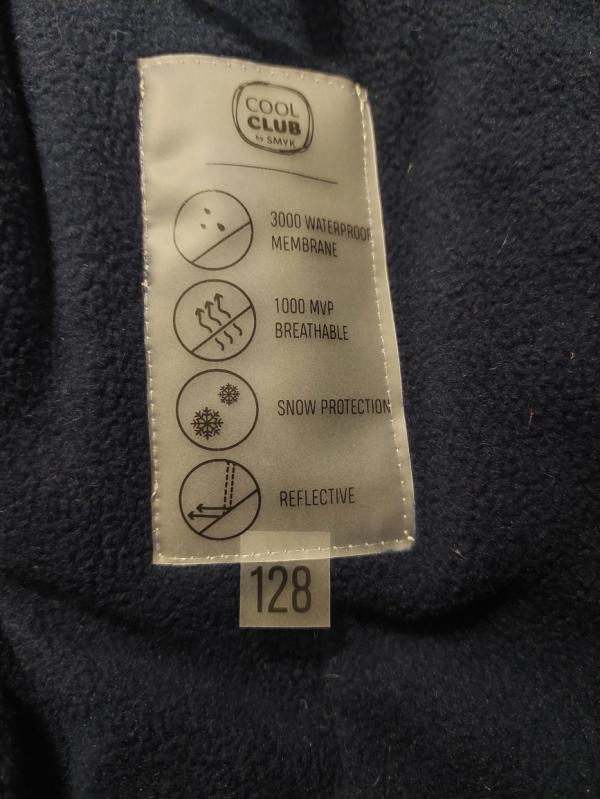 COOL
CLUB
by SMYK
3000 WATERPROOF
MEMBRANE
1000 MVP
BREATHABLE
SNOW PROTECTION
REFLECTIVE
128